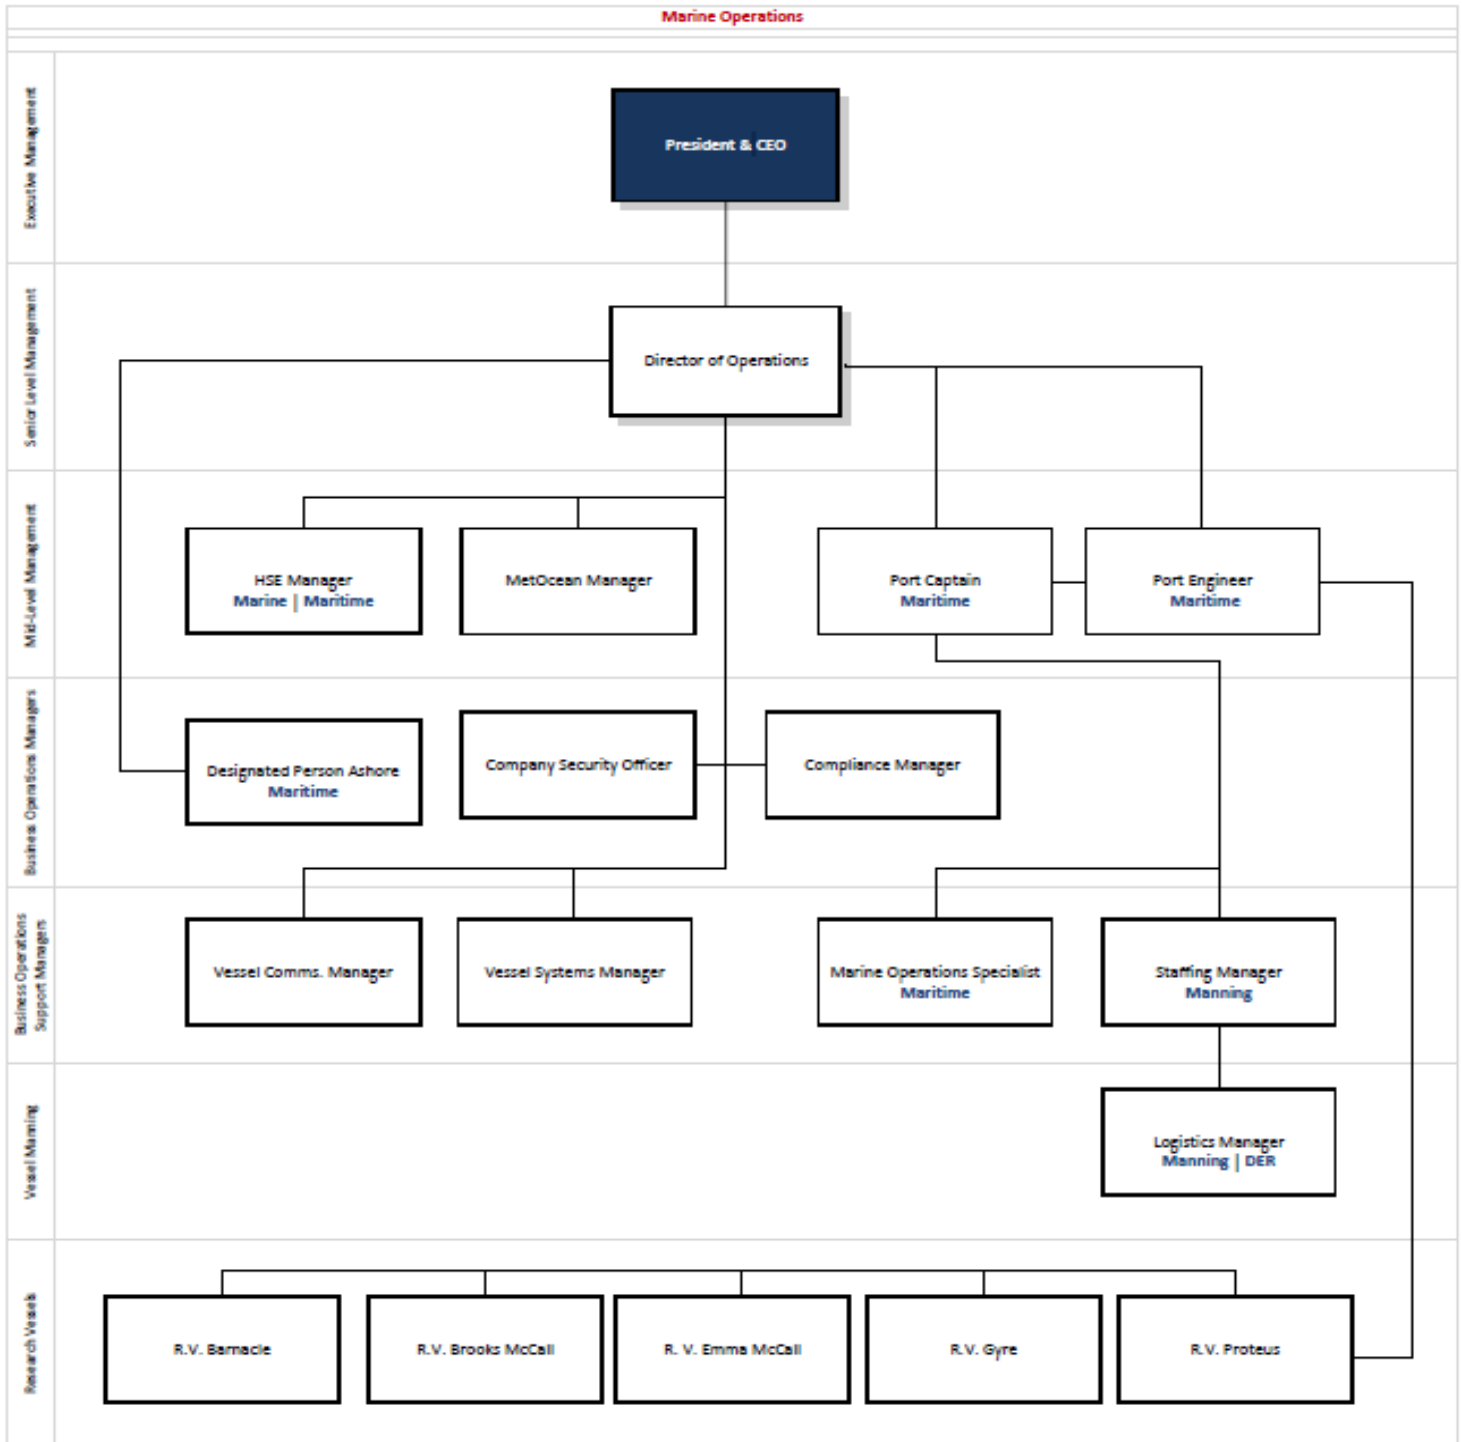 Marine Operations
Executive Management
President & CEO
Senior Level Management
Director of Operations
Mid-Level Management
HSE Manager
Marine | Maritime
MetOcean Manager
Port Captain
Maritime
Port Engineer
Maritime
Business Operations Managers
Designated Person Ashore
Maritime
Company Security Officer
Compliance Manager
Business Operations
Support Managers
Vessel Comms. Manager
Vessel Systems Manager
Marine Operations Specialist
Maritime
Staffing Manager
Manning
Vessel Manning
Logistics Manager
Manning | DER
Research Vessels
R.V. Barnacle
R.V. Brooks McCall
R. V. Emma McCall
R.V. Gyre
R.V. Proteus